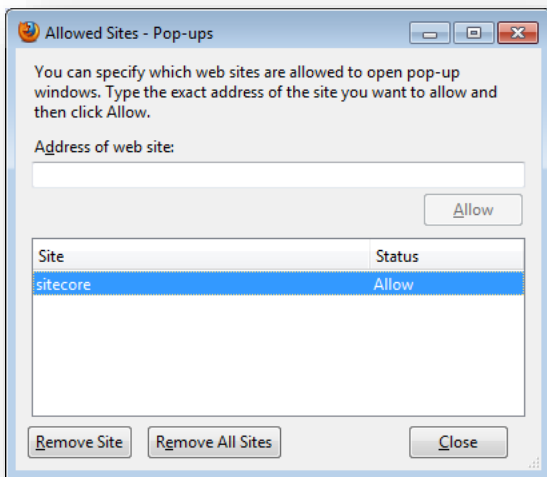 Allowed Sites - Pop-ups
You can specify which web sites are allowed to open pop-up
windows. Type the exact address of the site you want to allow and
then click Allow.
Address of web site:
Allow
Site Status
sitecore Allow
Remove Site Remove All Sites Close